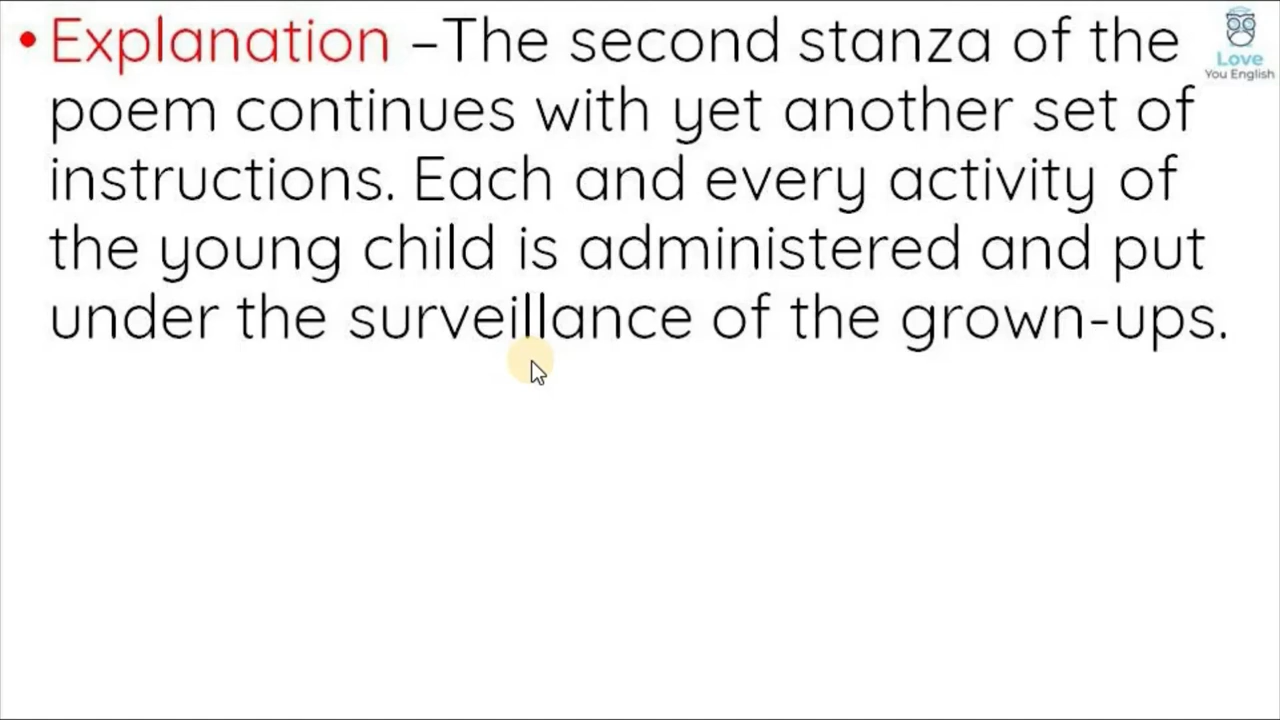 • Explanation –The second stanza of the
poem continues with yet another set of
instructions. Each and every activity of
the young child is administered and put
under the surveillance of the grown-ups.
Love
You English